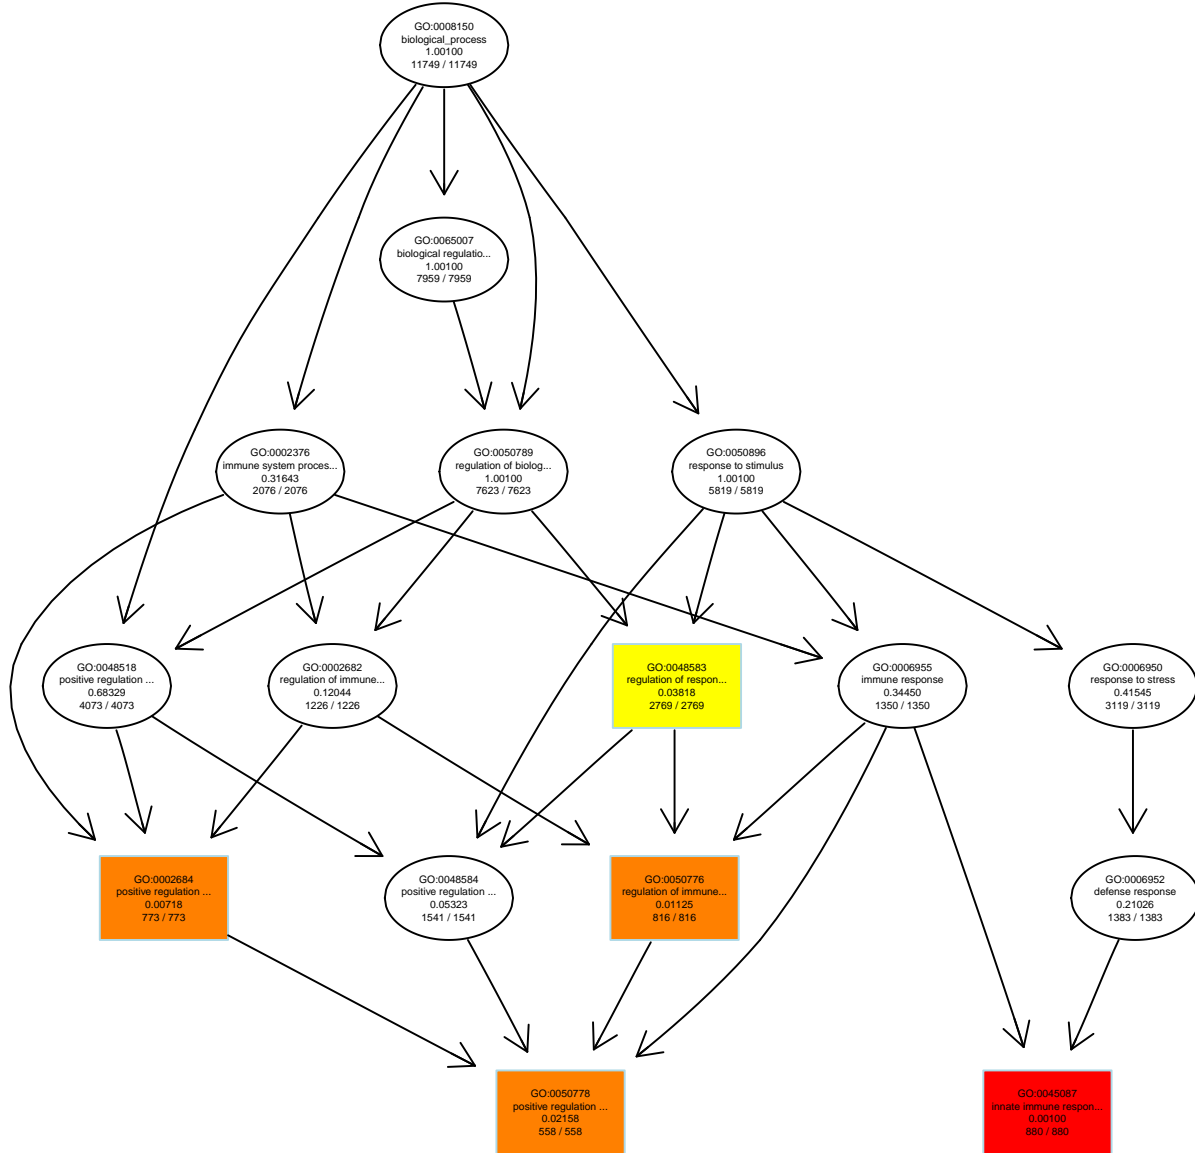 GO:0008150
biological_process
1.00100
11749 / 11749
GO:0065007
biological regulatio...
1.00100
7959 / 7959
GO:0002376
immune system proces...
0.31643
2076 / 2076
GO:0050789
regulation of biolog...
1.00100
7623 / 7623
GO:0050896
response to stimulus
1.00100
5819 / 5819
GO:0048518
positive regulation ...
0.68329
4073 / 4073
GO:0002682
regulation of immune...
0.12044
1226 / 1226
GO:0048583
regulation of respon...
0.03818
2769 / 2769
GO:0006955
immune response
0.34450
1350 / 1350
GO:0006950
response to stress
0.41545
3119 / 3119
GO:0002684
positive regulation ...
0.00718
773 / 773
GO:0048584
positive regulation ...
0.05323
1541 / 1541
GO:0050776
regulation of immune...
0.01125
816 / 816
GO:0006952
defense response
0.21026
1383 / 1383
GO:0050778
positive regulation ...
0.02158
558 / 558
GO:0045087
innate immune respon...
0.00100
880 / 880